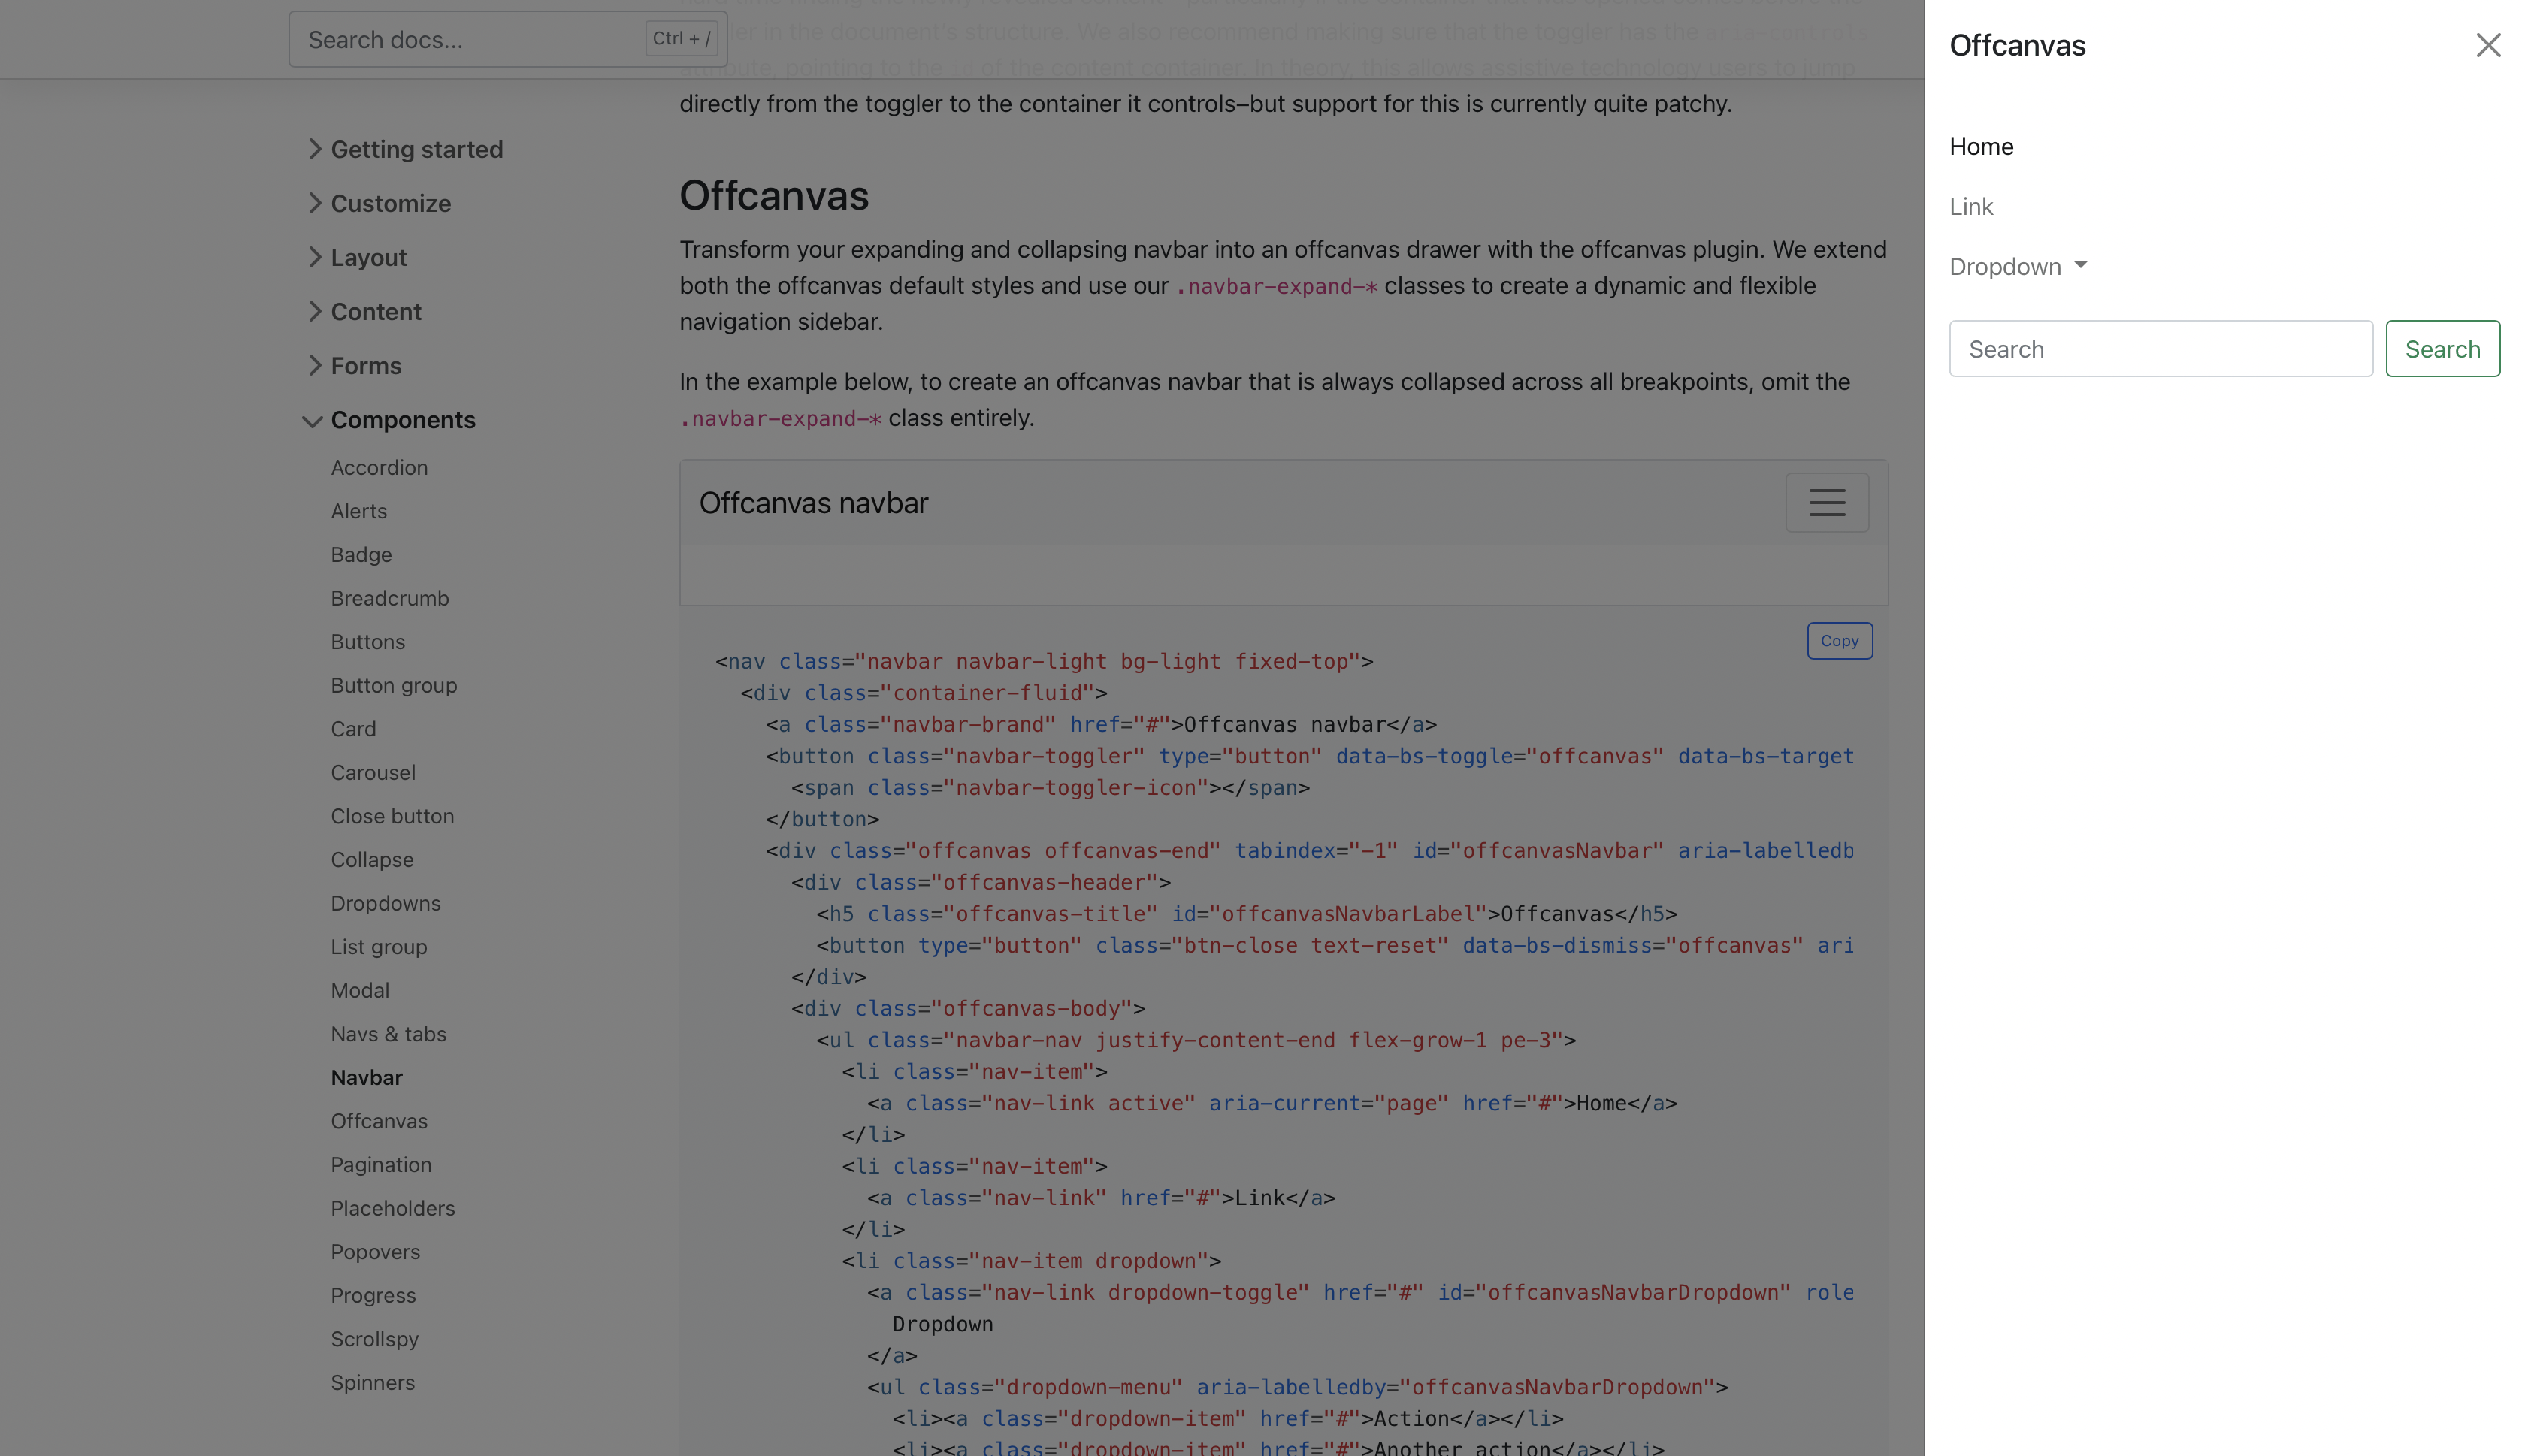 Search docs...
Ctrl + /
ler in the document's structure. We also recommend making sure that the toggler has the aria-controls
attribute, pointing to the id of the content container. In theory, this allows assistive technology users to jump
directly from the toggler to the container it controls–but support for this is currently quite patchy.
Getting started
Customize
Layout
Content
Forms
Components
Accordion
Alerts
Badge
Breadcrumb
Buttons
Button group
Card
Carousel
Close button
Collapse
Dropdowns
List group
Modal
Navs & tabs
Navbar
Offcanvas
Pagination
Placeholders
Popovers
Progress
Scrollspy
Spinners
Offcanvas
Transform your expanding and collapsing navbar into an offcanvas drawer with the offcanvas plugin. We extend
both the offcanvas default styles and use our .navbar-expand-* classes to create a dynamic and flexible
navigation sidebar.
In the example below, to create an offcanvas navbar that is always collapsed across all breakpoints, omit the
.navbar-expand-* class entirely.
Offcanvas navbar
Copy
<nav class="navbar navbar-light bg-light fixed-top">
<div class="container-fluid">
<a class="navbar-brand" href="#">Offcanvas navbar</a>
<button class="navbar-toggler" type="button" data-bs-toggle="offcanvas" data-bs-target
<span class="navbar-toggler-icon"></span>
</button>
<div class="offcanvas offcanvas-end" tabindex="-1" id="offcanvasNavbar" aria-labelledb
<div class="offcanvas-header">
<h5 class="offcanvas-title" id="offcanvasNavbarLabel">Offcanvas</h5>
<button type="button" class="btn-close text-reset" data-bs-dismiss="offcanvas" ari
</div>
<div class="offcanvas-body">
<ul class="navbar-nav justify-content-end flex-grow-1 pe-3">
<li class="nav-item">
<a class="nav-link active" aria-current="page" href="#">Home</a>
</li>
<li class="nav-item">
<a class="nav-link" href="#">Link</a>
</li>
<li class="nav-item dropdown">
<a class="nav-link dropdown-toggle" href="#" id="offcanvasNavbarDropdown" role
Dropdown
</a>
<ul class="dropdown-menu" aria-labelledby="offcanvasNavbarDropdown">
<li><a class="dropdown-item" href="#">Action</a></li>
<li><a class="dropdown-item" href="#">Another action</a></li>
Offcanvas
Home
Link
Dropdown
Search
Search